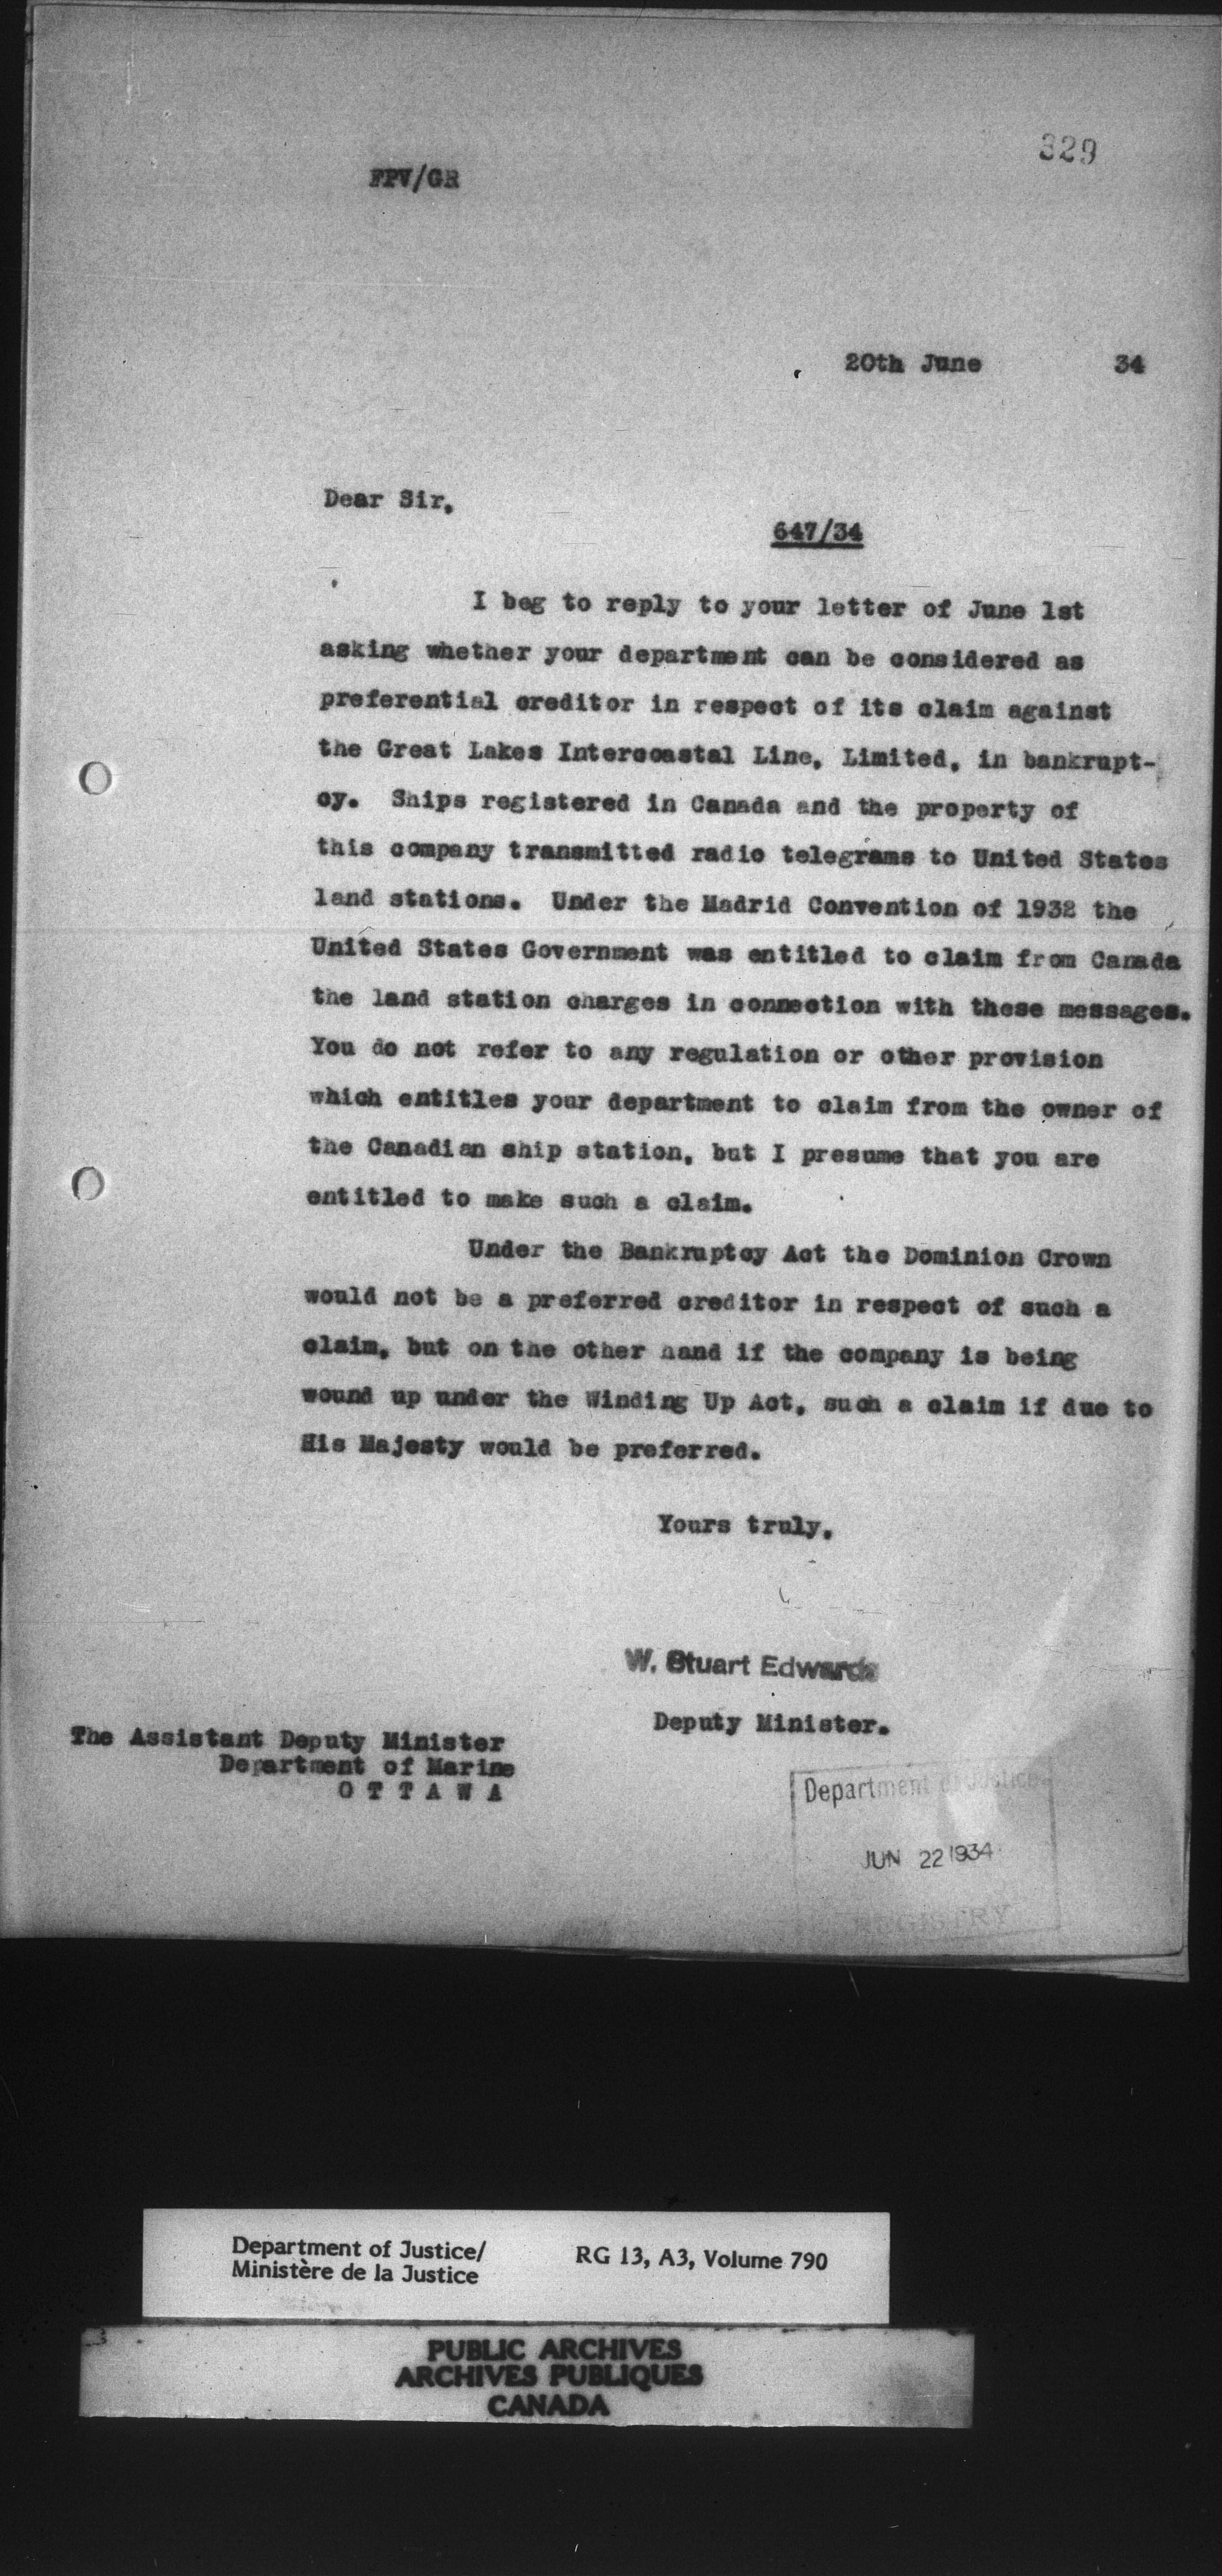 329
FPV/GR
20th June 34
Dear Sir,
647/34
I beg to reply to your letter of June 1st
asking whether your department can be considered as
preferential creditor in respect of its claim against
the Great Lakes Intercoastal Line, Limited, in bankrupt-
cy. Ships registered in Canada and the property of
this company transmitted radio telegrams to United States
land stations. Under the Madrid Convention of 1932 the
United States Government was entitled to claim from Canada
the land station charges in connection with these messages.
You do not refer to any regulation or other provision
which entitles your department to claim from the owner of
the Canadian ship station, but I presume that you are
entitled to make such a claim.
Under the Bankruptcy Act the Dominion Crown
would not be a preferred creditor in respect of such a
claim, but on the other hand if the company is being
wound up under the Winding Up Act, such a claim if due to
His Majesty would be preferred.
Yours truly,
W. Stuart Edwards
Deputy Minister.
The Assistant Deputy Minister
Department of Marine
O T T A W A
Department of Justice
JUN 22 1934
REGISTRY
Department of Justice/
Ministère de la Justice
RG 13, A3, Volume 790
PUBLIC ARCHIVES
ARCHIVES PUBLIQUES
CANADA